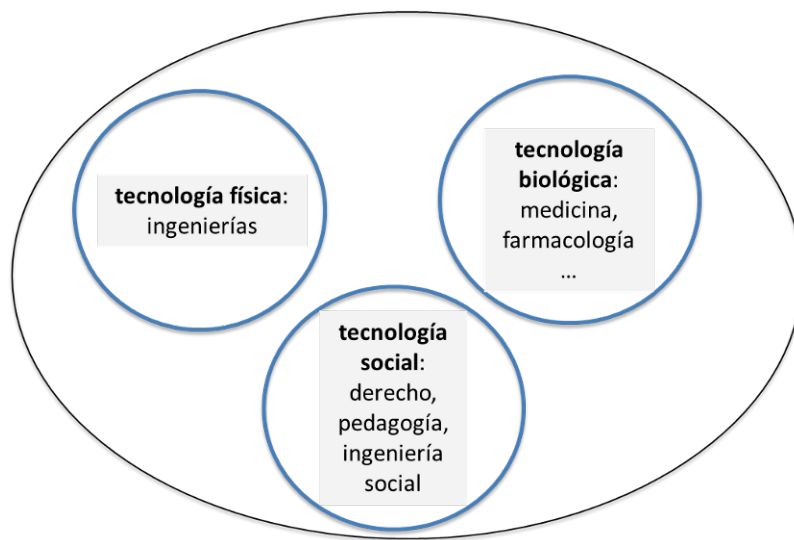 tecnología física:
ingenierías
tecnología
biológica:
medicina,
farmacología
...
tecnología
social:
derecho,
pedagogía,
ingeniería
social